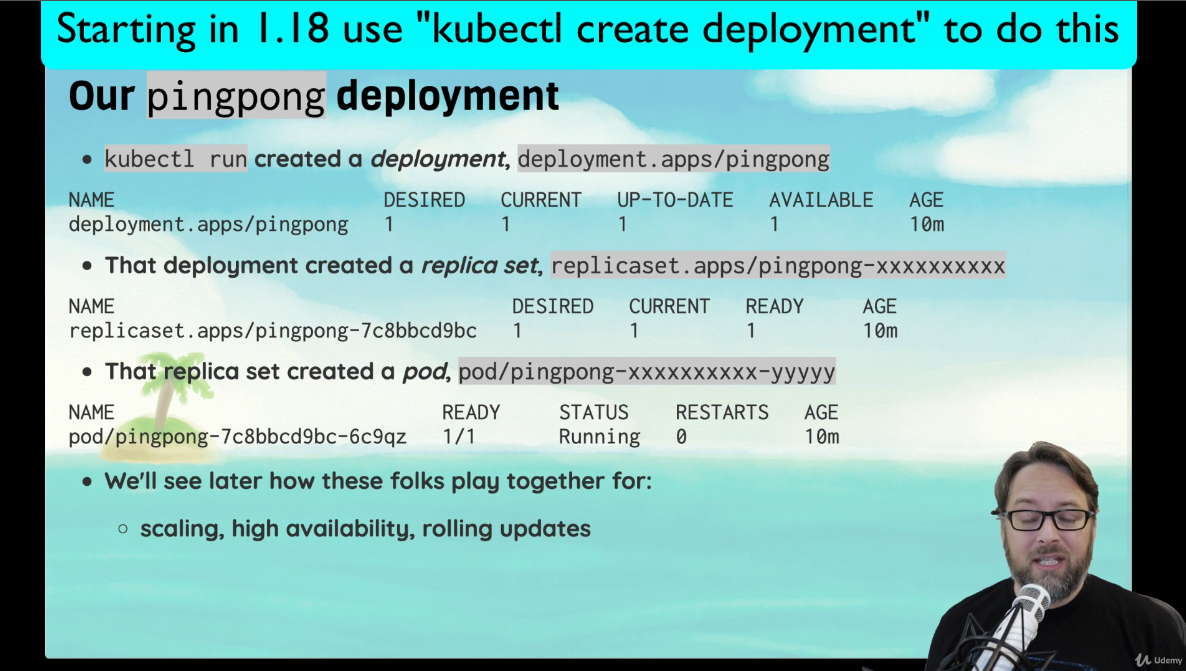 Starting in 1.18 use "kubectl create deployment" to do this
Our pingpong deployment
• kubectl run created a deployment, deployment.apps/pingpong
NAME DESIRED CURRENT UP-TO-DATE AVAILABLE AGE
deployment.apps/pingpong 1 1 1 1 10m
• That deployment created a replica set, replicaset.apps/pingpong-xxxxxxxxxx
NAME DESIRED CURRENT READY AGE
replicaset.apps/pingpong-7c8bbcd9bc 1 1 1 10m
• That replica set created a pod, pod/pingpong-xxxxxxxxxx-yyyyy
NAME READY STATUS RESTARTS AGE
pod/pingpong-7c8bbcd9bc-6c9qz 1/1 Running 0 10m
• We'll see later how these folks play together for:
○ scaling, high availability, rolling updates
Udemy